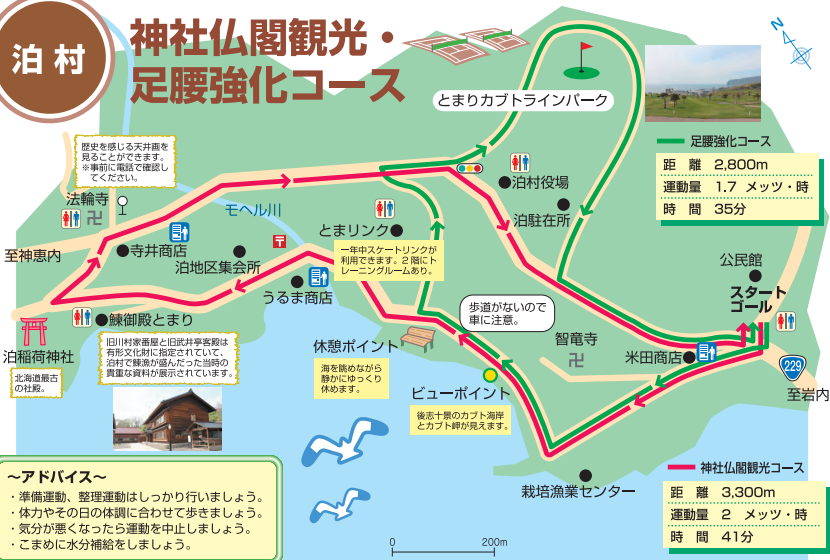 泊村
神社仏閣観光・
足腰強化コース
N
とまりカブトラインパーク
足腰強化コース
距　離　2,800m
運動量　1.7　メッツ・時
時　間　35分
歴史を感じる天井画を
見ることができます。
※事前に電話で確認し
てください。
法輪寺
モヘル川
泊村役場
泊駐在所
とまリンク
一年中スケートリンクが
利用できます。2階にト
レーニングルームあり。
至神恵内
寺井商店
泊地区集会所
うるま商店
公民館
スタート
ゴール
歩道がないので
車に注意。
鰊御殿とまり
旧川村家番屋と旧武井亭客殿は
有形文化財に指定されていて、
泊村で鰊漁が盛んだった当時の
貴重な資料が展示されています。
泊稲荷神社
北海道最古
の社殿。
休憩ポイント
海を眺めながら
静かにゆっくり
休めます。
智竜寺
米田商店
229
至岩内
ビューポイント
後志十景のカブト海岸
とカブト岬が見えます。
栽培漁業センター
神社仏閣観光コース
距　離　3,300m
運動量　2　メッツ・時
時　間　41分
〜アドバイス〜
・準備運動、整理運動はしっかり行いましょう。
・体力やその日の体調に合わせて歩きましょう。
・気分が悪くなったら運動を中止しましょう。
・こまめに水分補給をしましょう。
0　200m